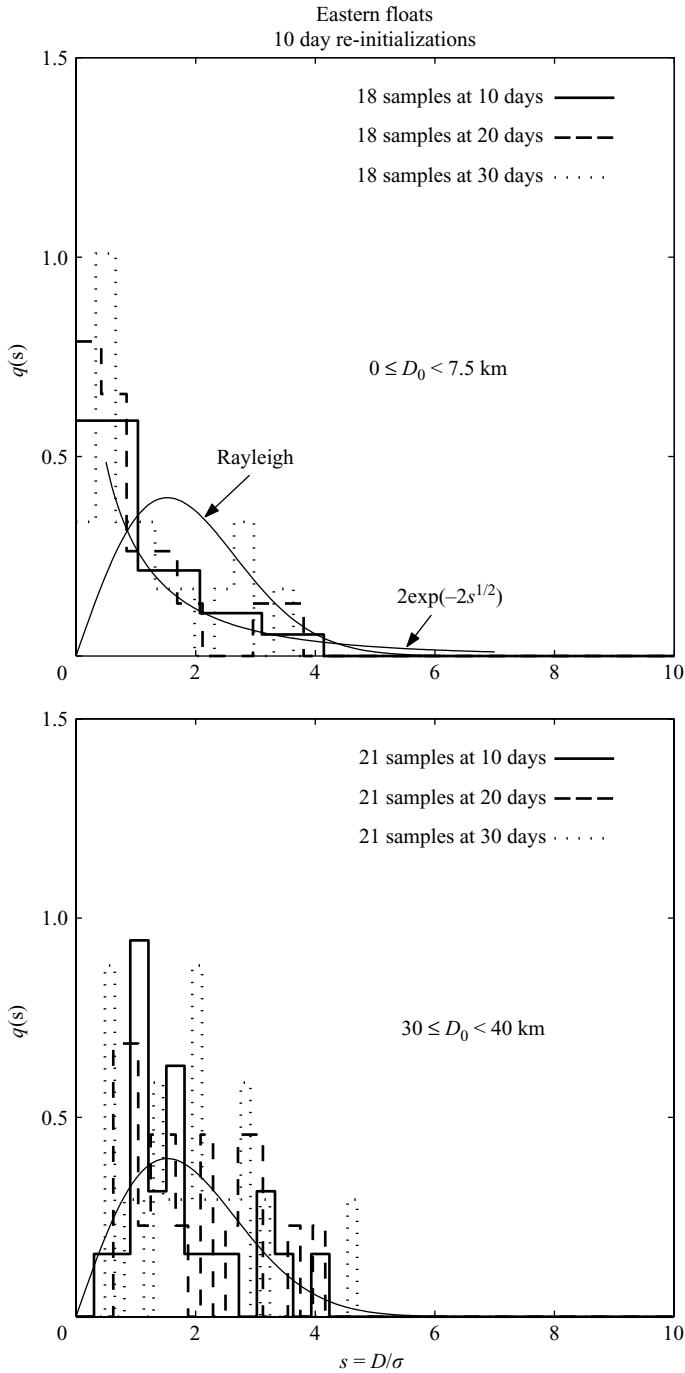 Eastern floats
10 day re-initializations
1.5
18 samples at 10 days
18 samples at 20 days
18 samples at 30 days
1.0
q(s)
0 ≤ D₀ < 7.5 km
0.5
Rayleigh
2exp(–2s^{1/2})
0 2 4 6 8 10
1.5
21 samples at 10 days
21 samples at 20 days
21 samples at 30 days
1.0
q(s)
30 ≤ D₀ < 40 km
0.5
0 2 4 6 8 10
s = D/σ